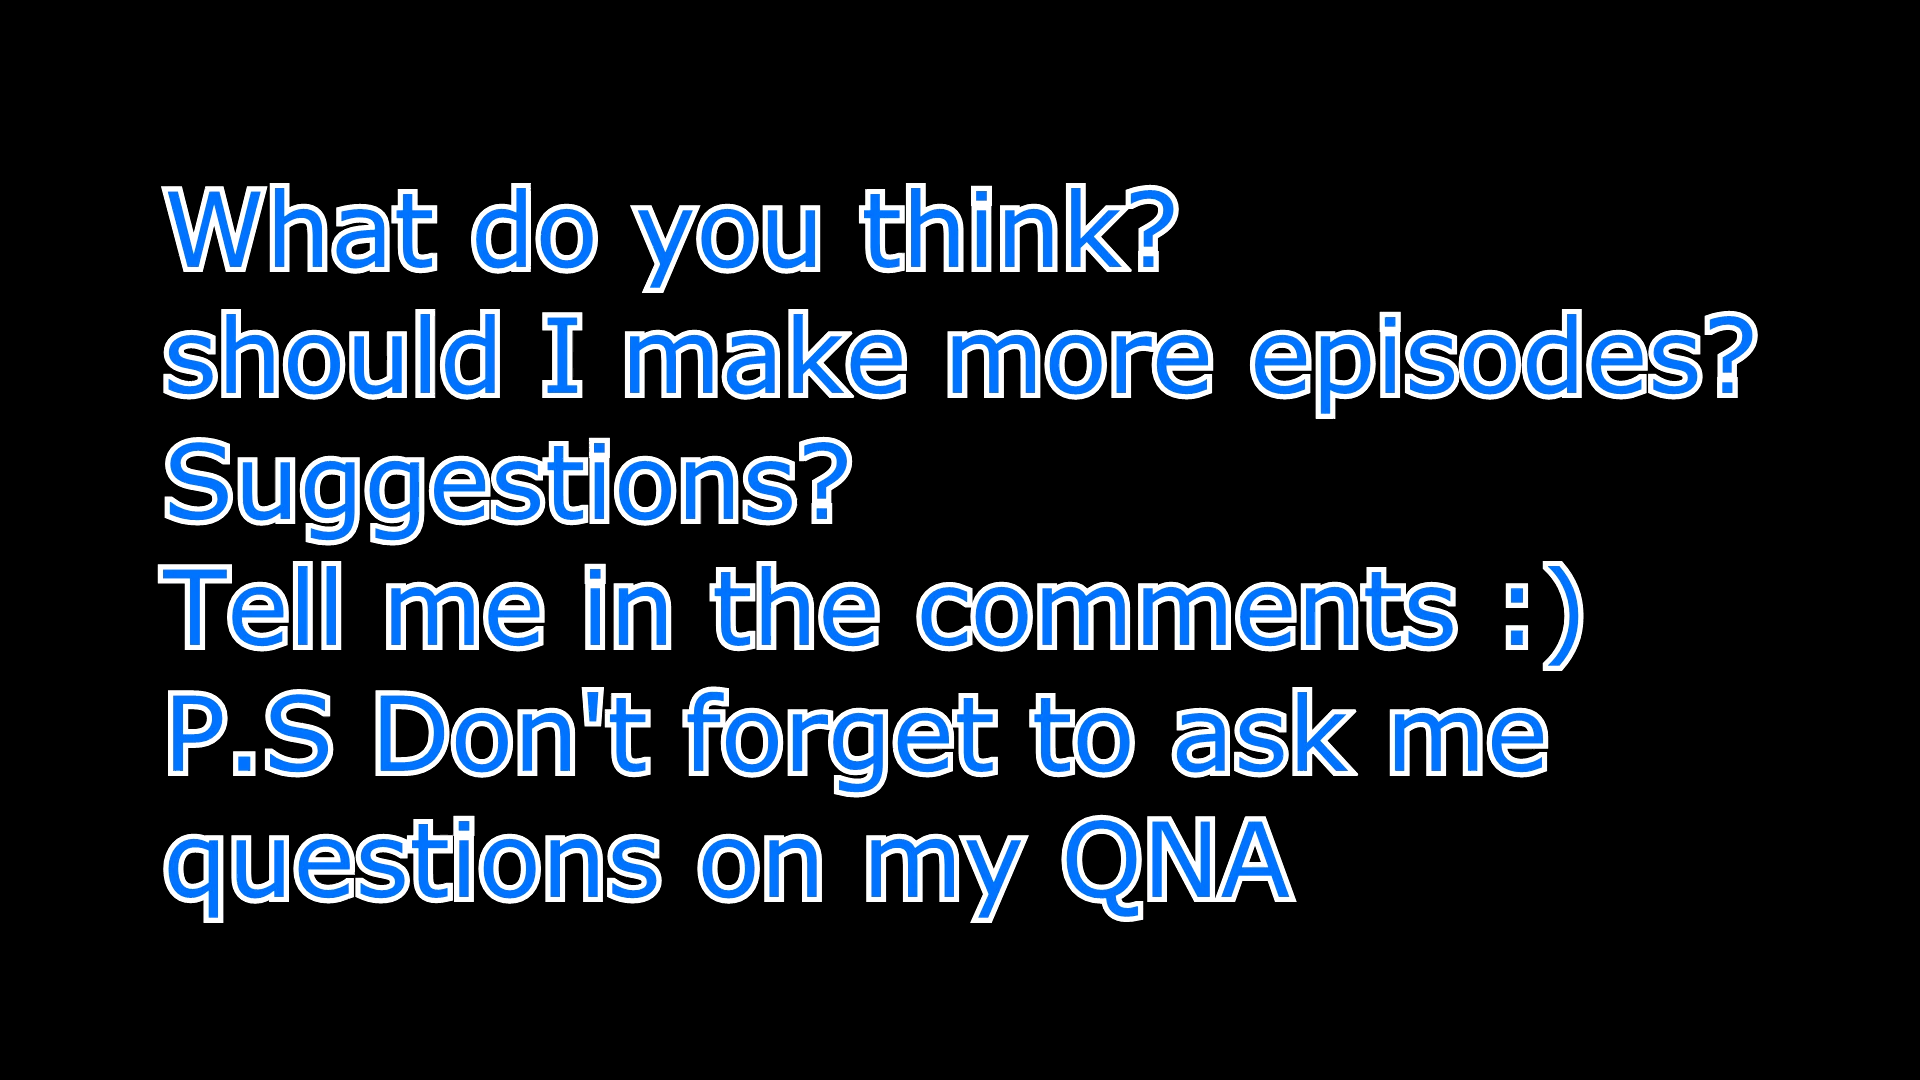 What do you think?
should I make more episodes?
Suggestions?
Tell me in the comments :)
P.S Don't forget to ask me
questions on my QNA